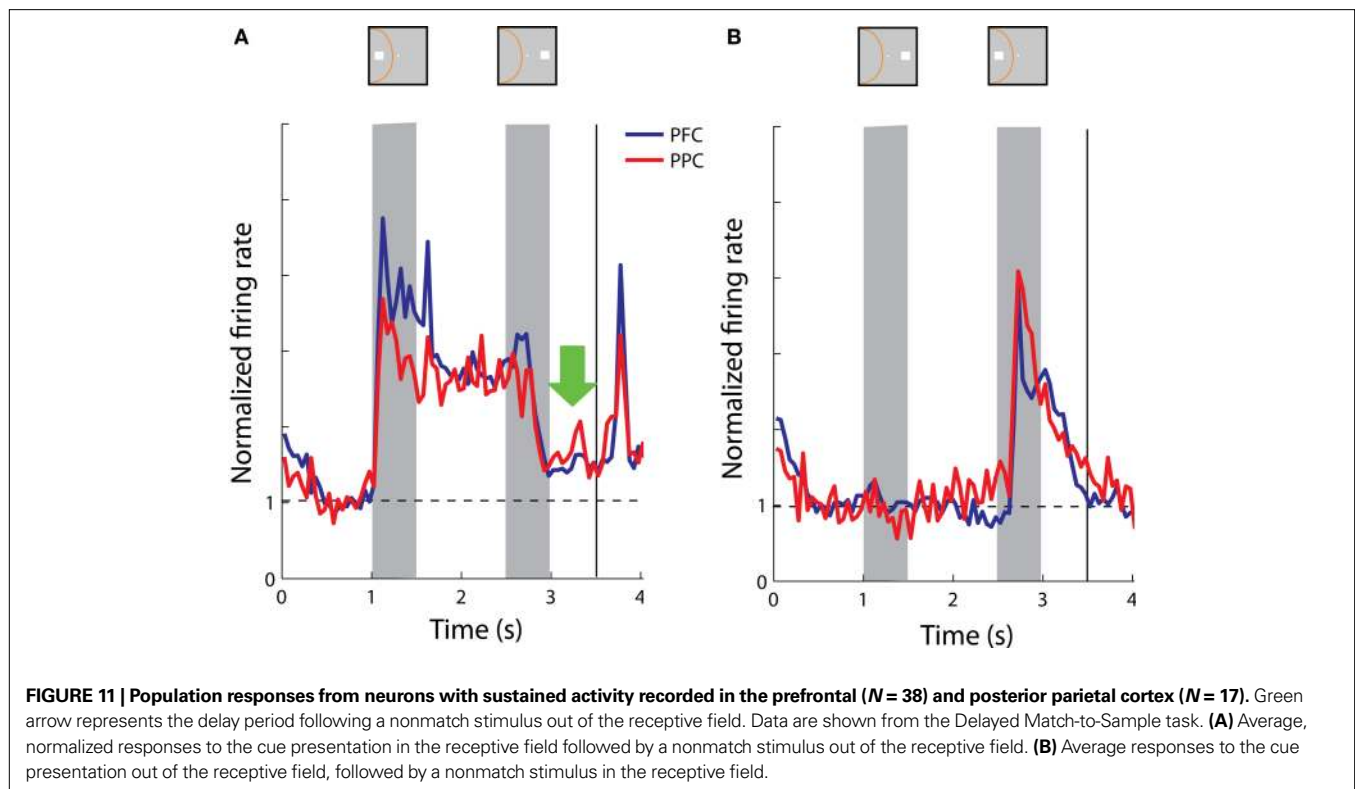 A
B
PFC
PPC
Normalized firing rate
1
0
0 1 2 3 4
Time (s)
Normalized firing rate
1
0
0 1 2 3 4
Time (s)
FIGURE 11 | Population responses from neurons with sustained activity recorded in the prefrontal (N = 38) and posterior parietal cortex (N = 17). Green
arrow represents the delay period following a nonmatch stimulus out of the receptive field. Data are shown from the Delayed Match-to-Sample task. (A) Average,
normalized responses to the cue presentation in the receptive field followed by a nonmatch stimulus out of the receptive field. (B) Average responses to the cue
presentation out of the receptive field, followed by a nonmatch stimulus in the receptive field.